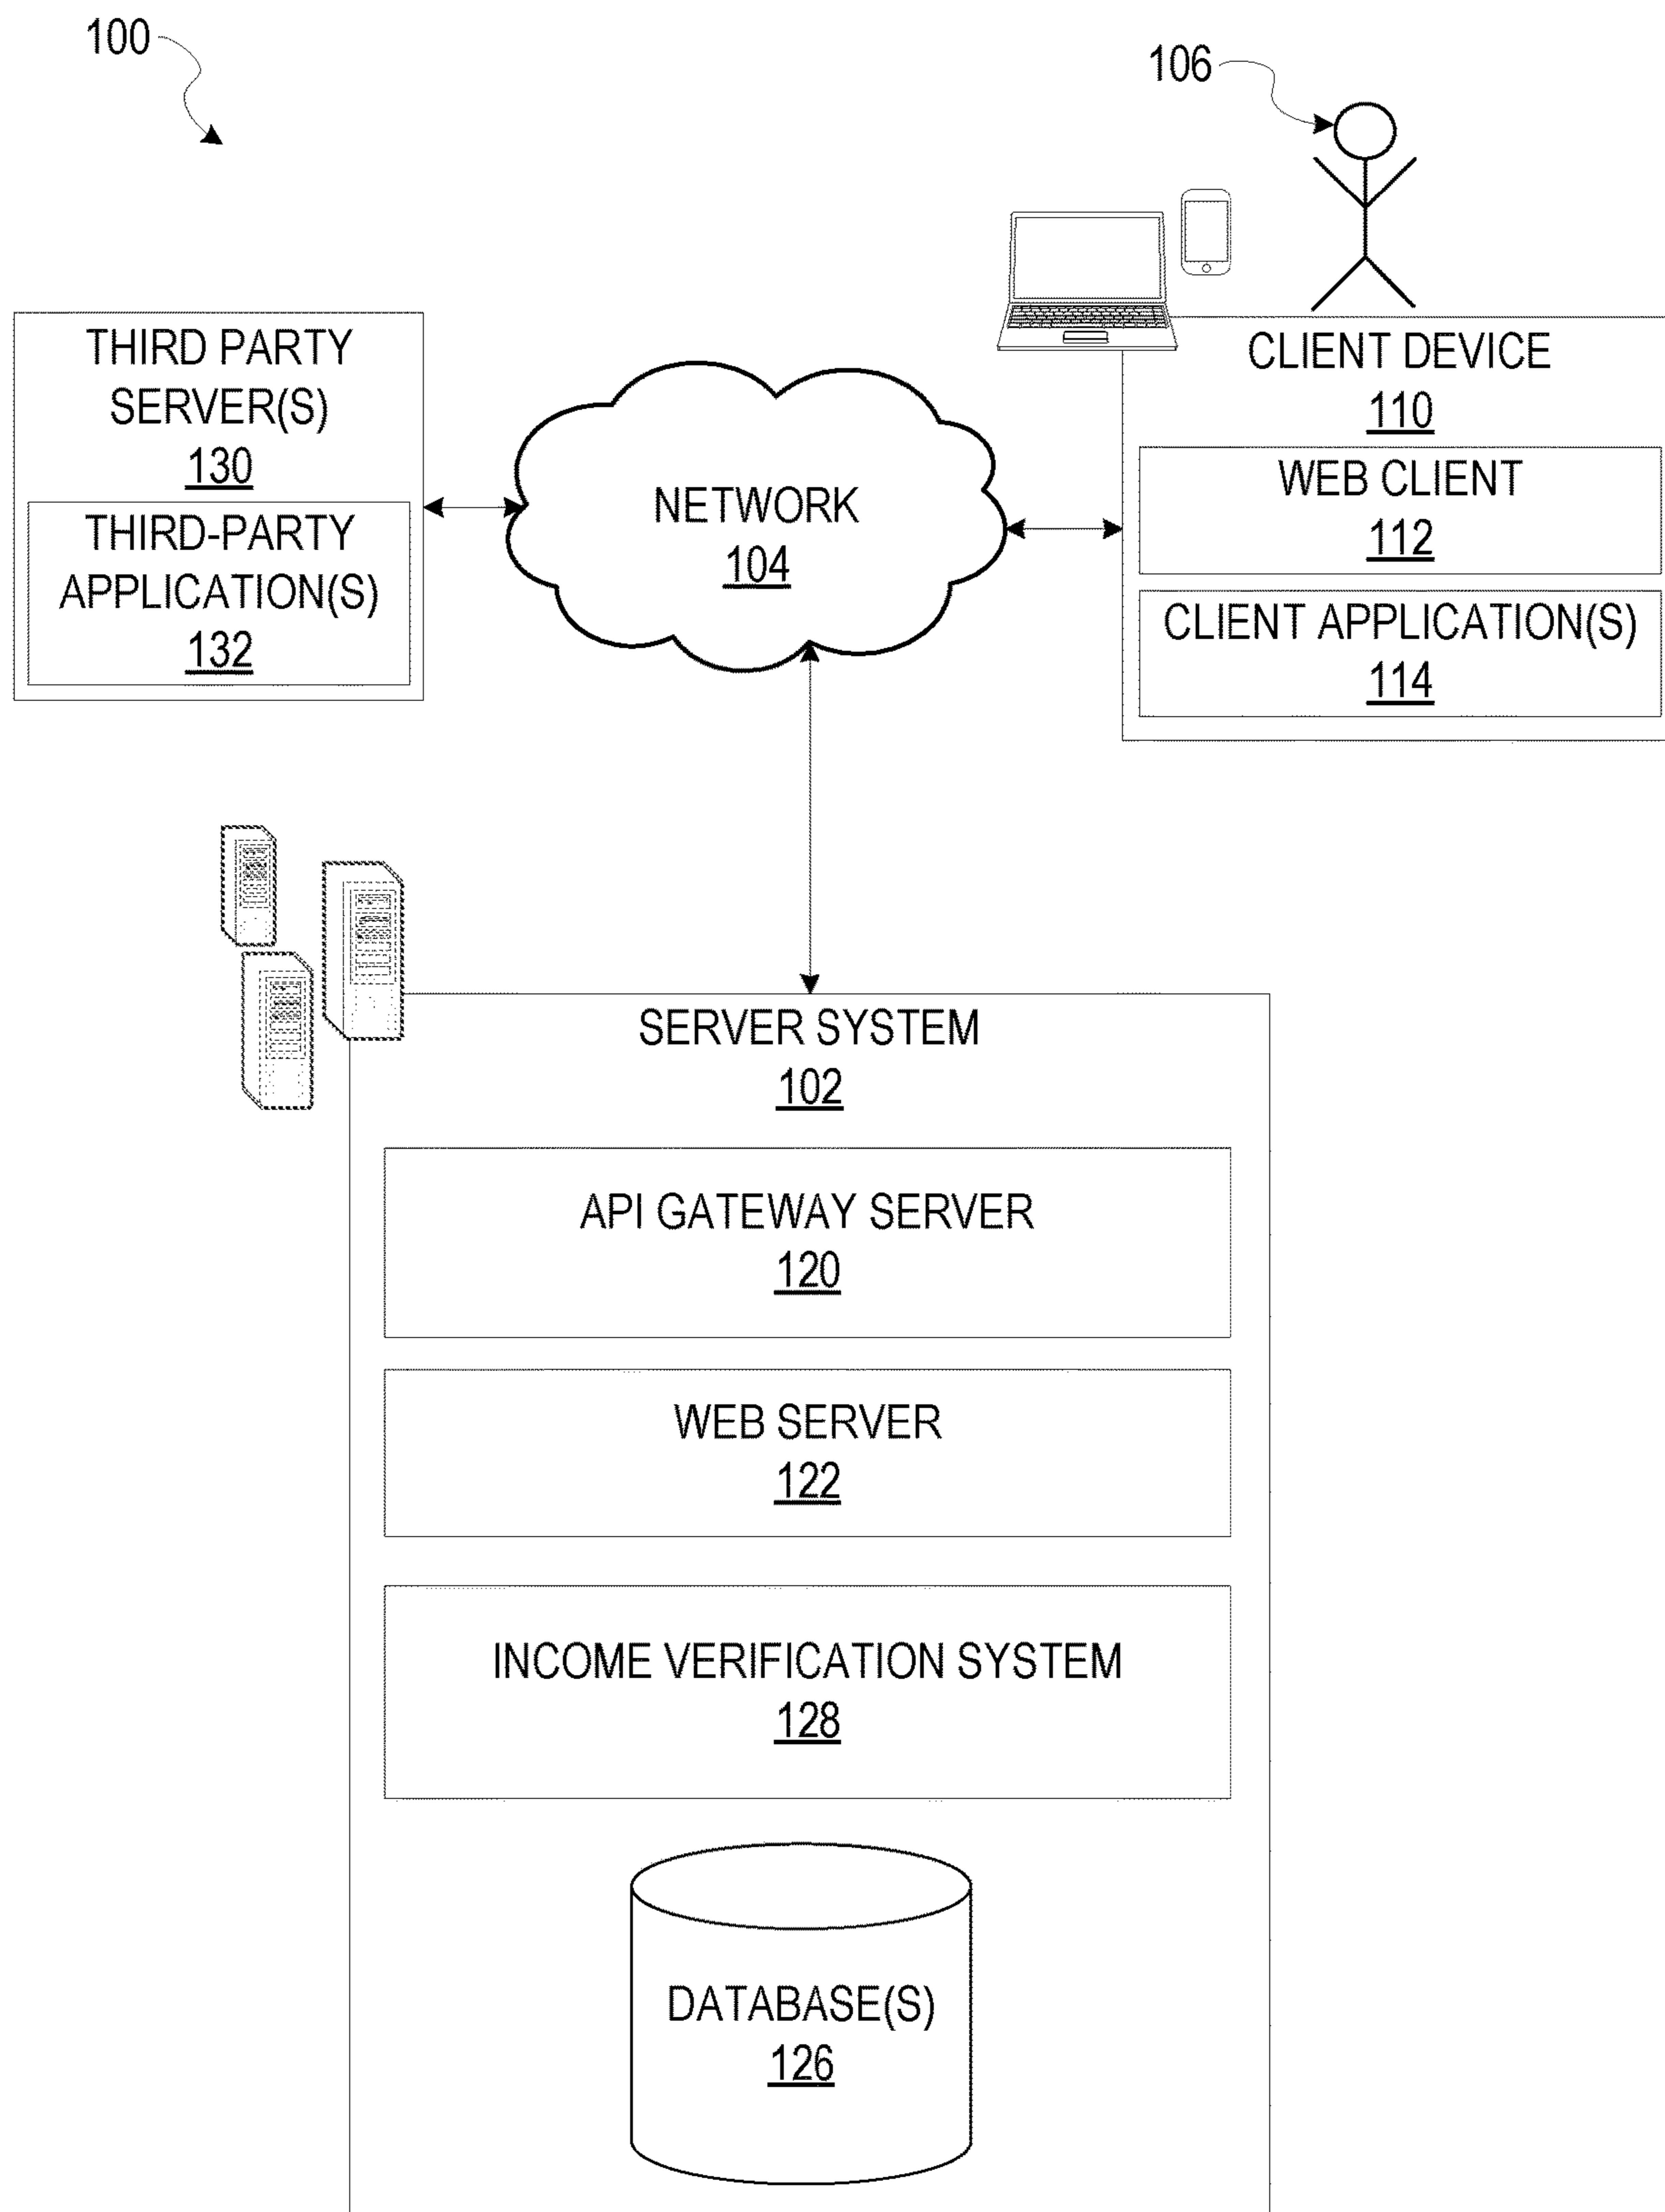 100
106
THIRD PARTY
SERVER(S)
130
THIRD-PARTY
APPLICATION(S)
132
NETWORK
104
CLIENT DEVICE
110
WEB CLIENT
112
CLIENT APPLICATION(S)
114
SERVER SYSTEM
102
API GATEWAY SERVER
120
WEB SERVER
122
INCOME VERIFICATION SYSTEM
128
DATABASE(S)
126